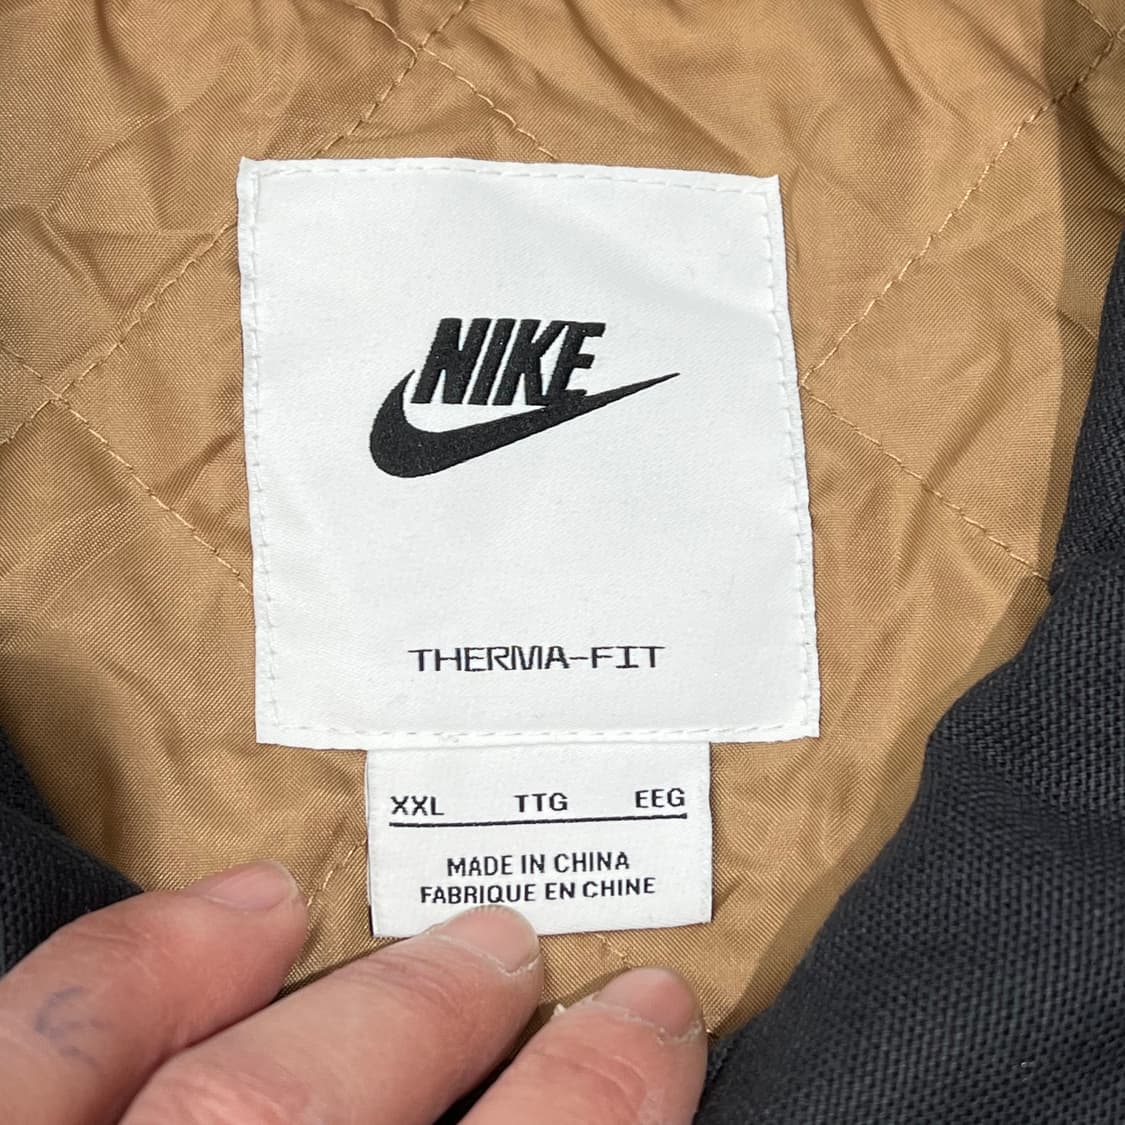 NIKE
THERMA-FIT
XXL TTG EEG
MADE IN CHINA
FABRIQUE EN CHINE